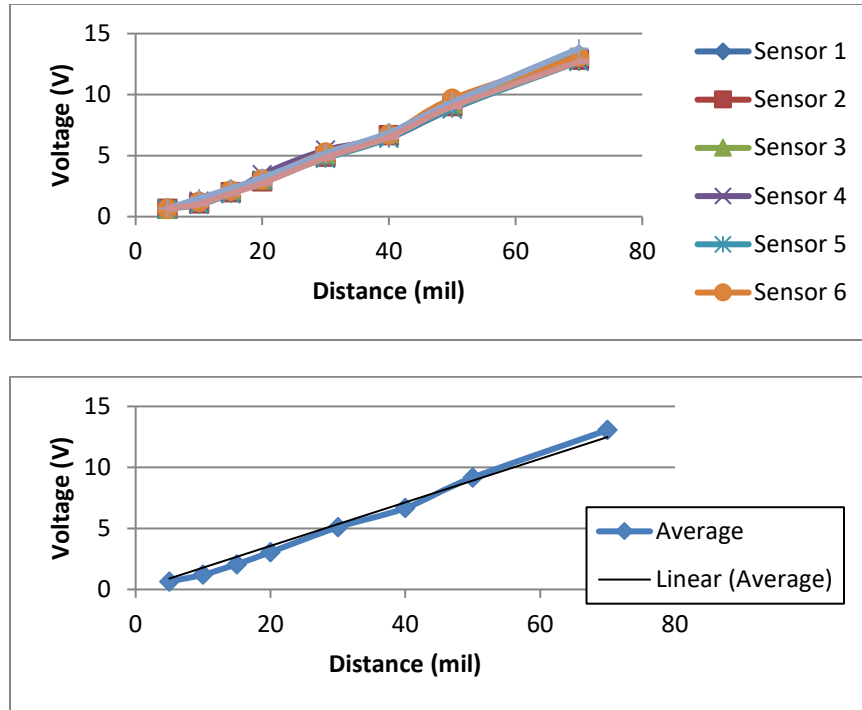 15
10
5
0
Voltage (V)
0 20 40 60 80
Distance (mil)
Sensor 1
Sensor 2
Sensor 3
Sensor 4
Sensor 5
Sensor 6
15
10
5
0
Voltage (V)
0 20 40 60 80
Distance (mil)
Average
Linear (Average)